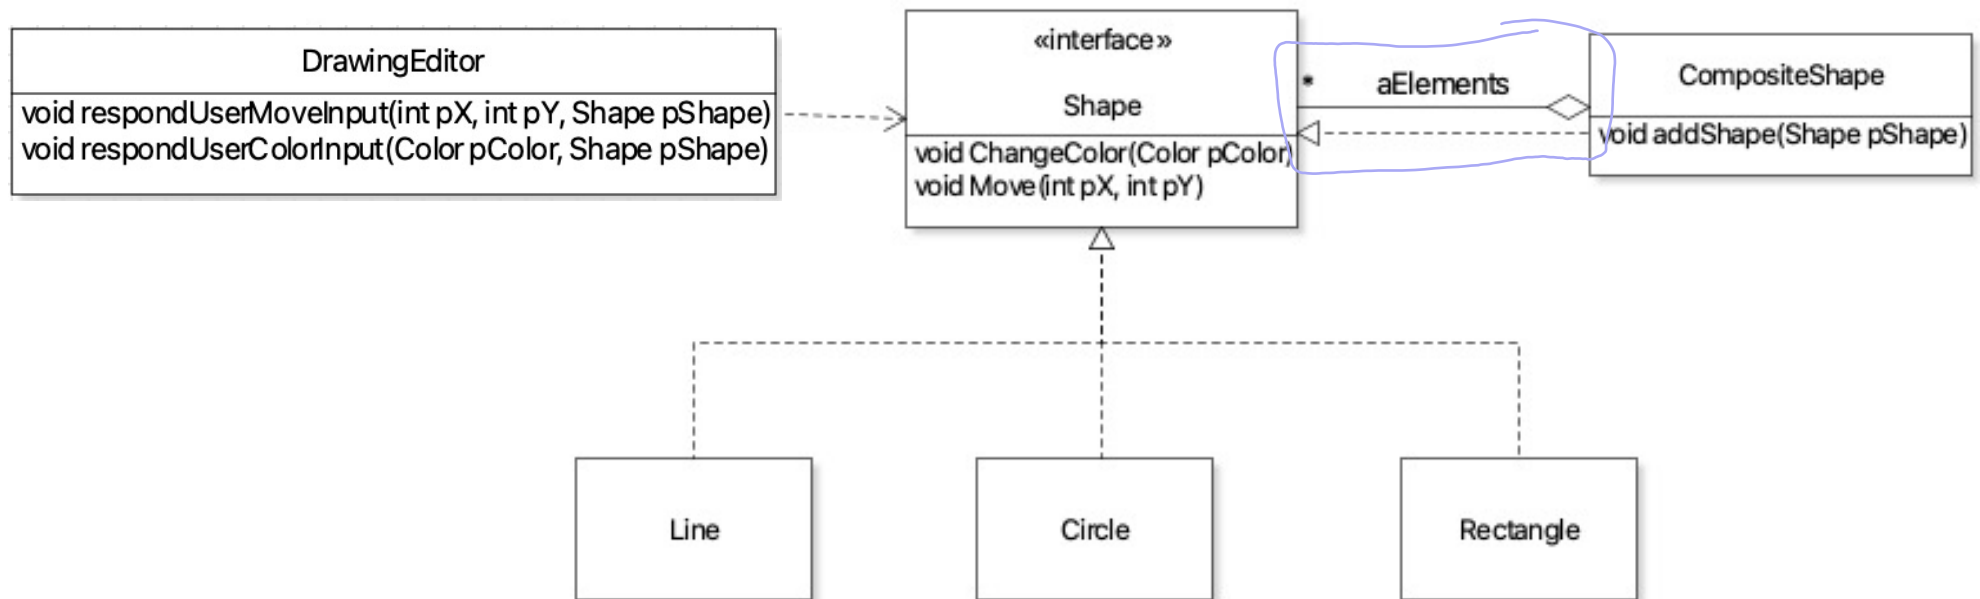 DrawingEditor
void respondUserMoveInput(int pX, int pY, Shape pShape)
void respondUserColorInput(Color pColor, Shape pShape)
«interface»
Shape
void ChangeColor(Color pColor)
void Move(int pX, int pY)
*
aElements
CompositeShape
void addShape(Shape pShape)
Line
Circle
Rectangle